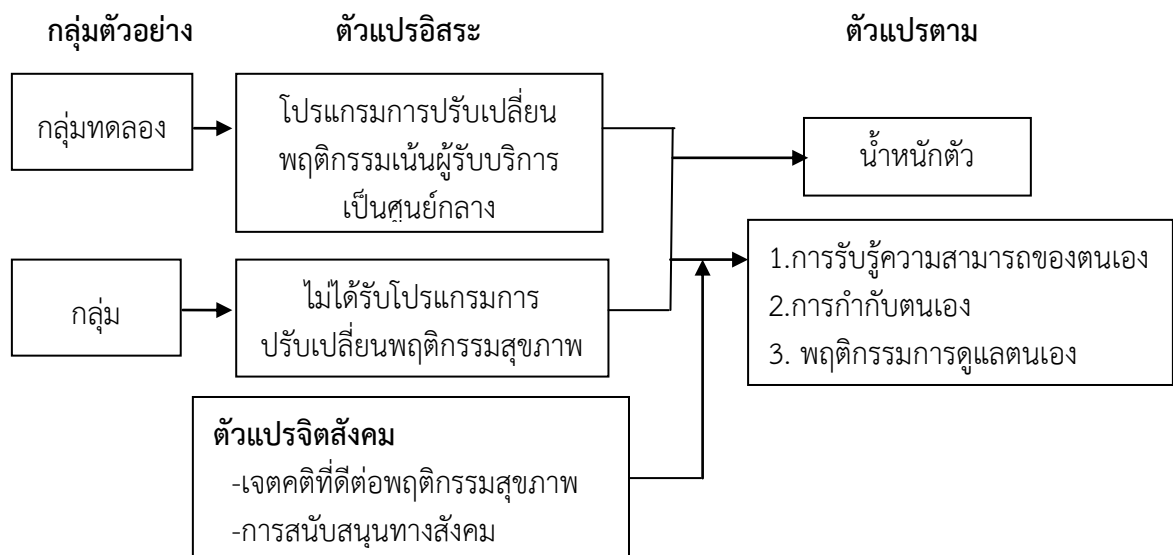 กลุ่มตัวอย่าง
ตัวแปรอิสระ
ตัวแปรตาม
กลุ่มทดลอง
โปรแกรมการปรับเปลี่ยน
พฤติกรรมเน้นผู้รับบริการ
เป็นศูนย์กลาง
น้ำหนักตัว
กลุ่ม
ไม่ได้รับโปรแกรมการ
ปรับเปลี่ยนพฤติกรรมสุขภาพ
1.การรับรู้ความสามารถของตนเอง
2.การกำกับตนเอง
3. พฤติกรรมการดูแลตนเอง
ตัวแปรจิตสังคม
-เจตคติที่ดีต่อพฤติกรรมสุขภาพ
-การสนับสนุนทางสังคม